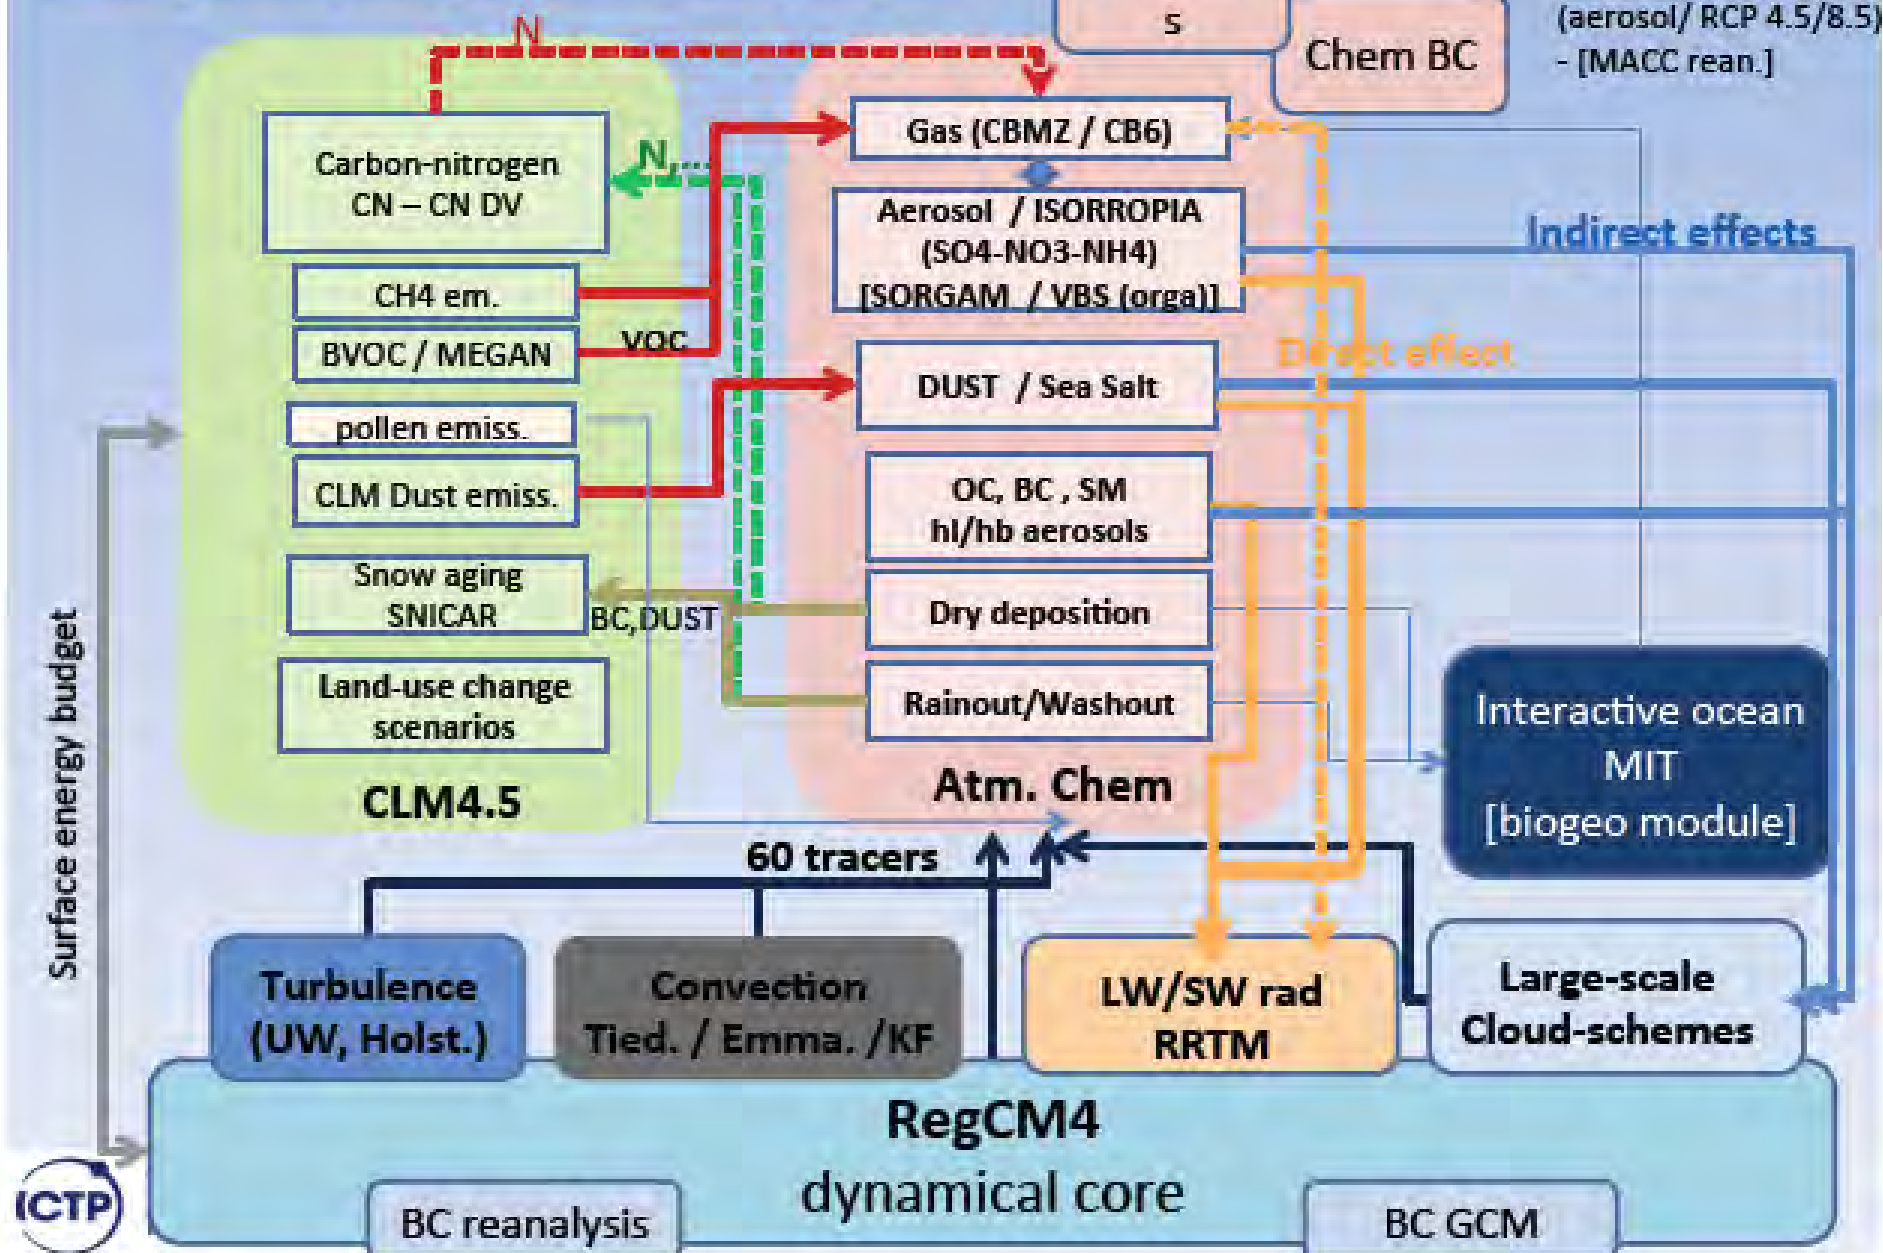 s
Chem BC
(aerosol/ RCP 4.5/8.5)
- [MACC rean.]
N
Carbon-nitrogen
CN – CN DV
N,...
CH4 em.
BVOC / MEGAN
VOC
pollen emiss.
CLM Dust emiss.
Snow aging
SNICAR
BC,DUST
Land-use change
scenarios
CLM4.5
Gas (CBMZ / CB6)
Aerosol / ISORROPIA
(SO4-NO3-NH4)
[SORGAM / VBS (orga)]
DUST / Sea Salt
OC, BC , SM
hl/hb aerosols
Dry deposition
Rainout/Washout
Atm. Chem
Indirect effects
Direct effect
Interactive ocean
MIT
[biogeo module]
Surface energy budget
60 tracers
Turbulence
(UW, Holst.)
Convection
Tied. / Emma. /KF
LW/SW rad
RRTM
Large-scale
Cloud-schemes
RegCM4
dynamical core
BC reanalysis
BC GCM
ICTP